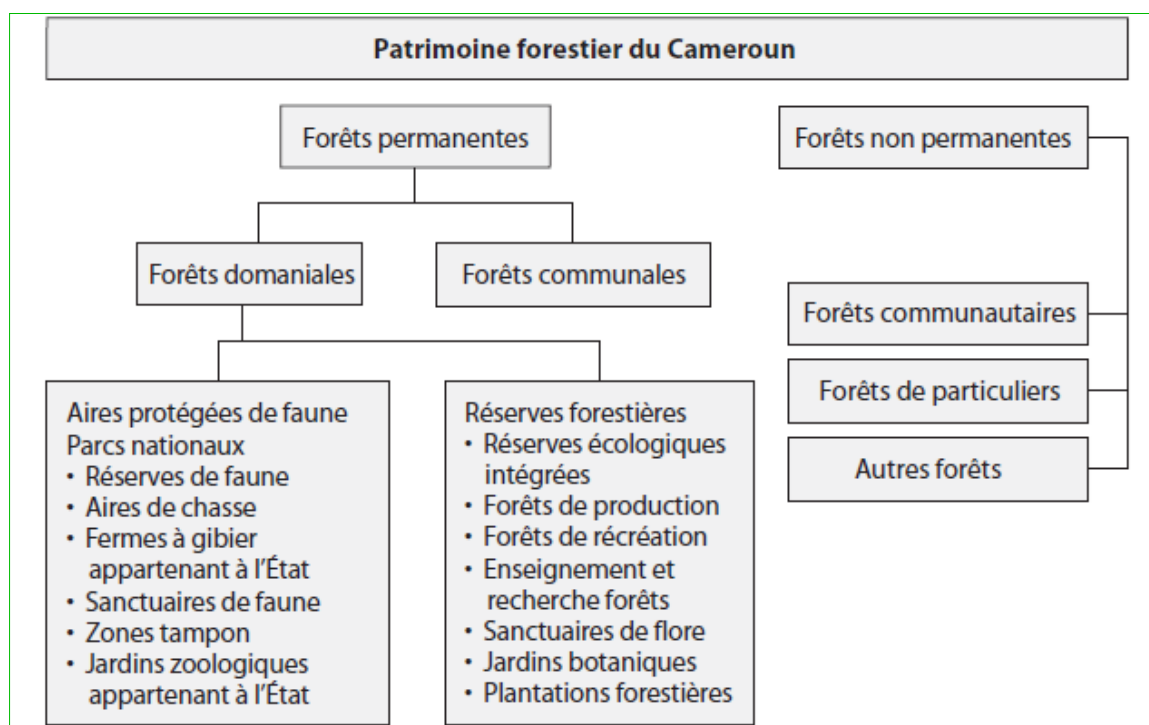 Patrimoine forestier du Cameroun
Forêts permanentes
Forêts non permanentes
Forêts domaniales
Forêts communales
Forêts communautaires
Forêts de particuliers
Autres forêts
Aires protégées de faune
Parcs nationaux
• Réserves de faune
• Aires de chasse
• Fermes à gibier
appartenant à l'État
• Sanctuaires de faune
• Zones tampon
• Jardins zoologiques
appartenant à l'État
Réserves forestières
• Réserves écologiques
intégrées
• Forêts de production
• Forêts de récréation
• Enseignement et
recherche forêts
• Sanctuaires de flore
• Jardins botaniques
• Plantations forestières